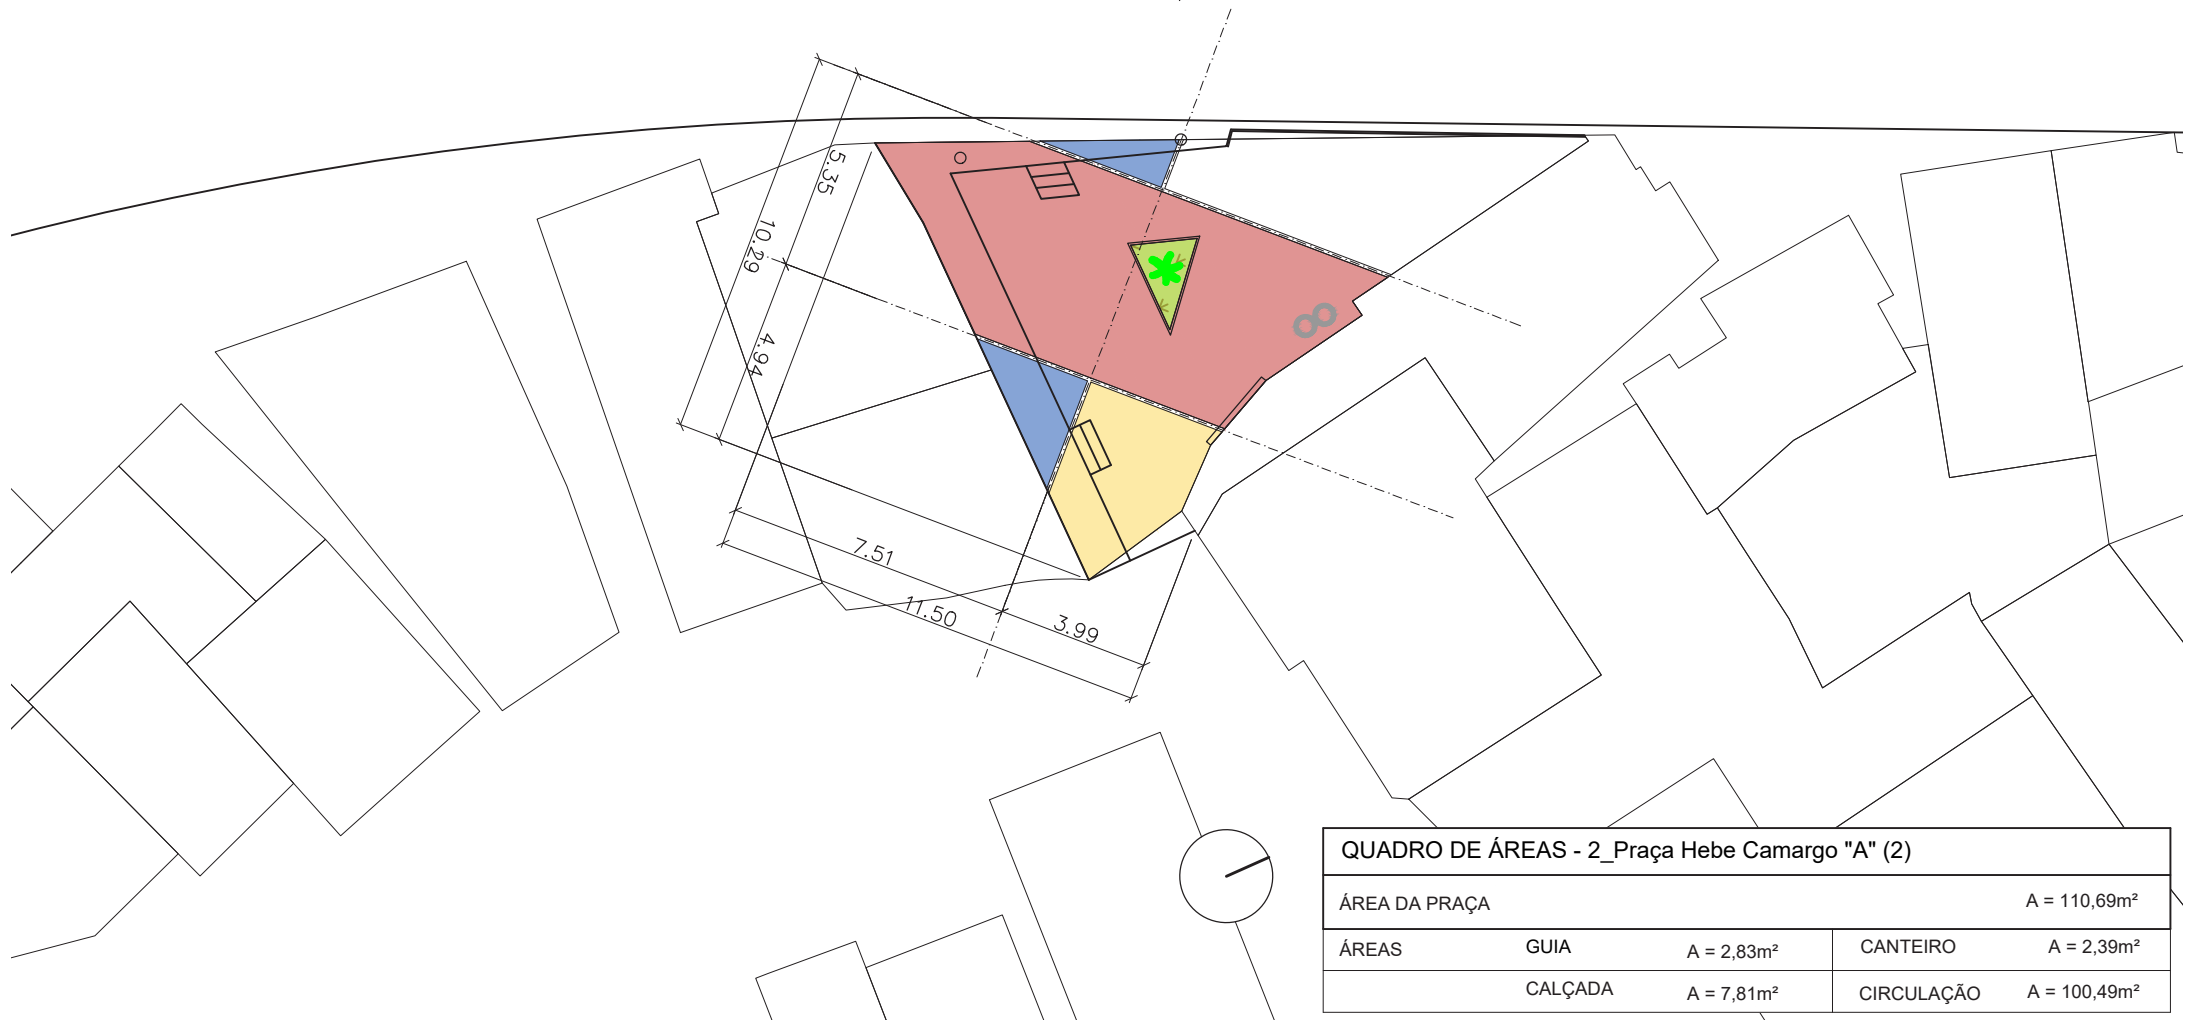 5.35
10.29
4.94
7.51
11.50
3.99
QUADRO DE ÁREAS - 2_Praça Hebe Camargo "A" (2)
ÁREA DA PRAÇA A = 110,69m²
ÁREAS GUIA A = 2,83m² CANTEIRO A = 2,39m²
CALÇADA A = 7,81m² CIRCULAÇÃO A = 100,49m²